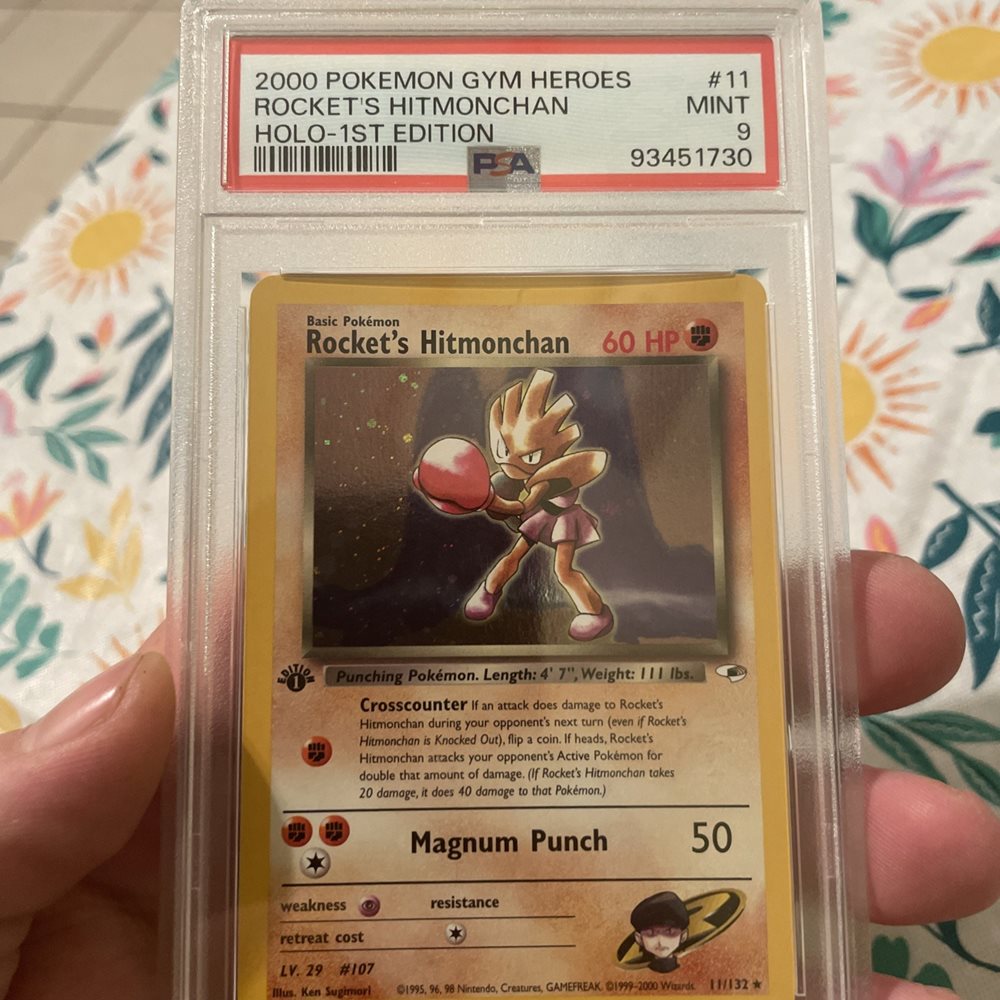 2000 POKEMON GYM HEROES #11
ROCKET'S HITMONCHAN MINT
HOLO-1ST EDITION 9
PSA 93451730
Basic Pokémon
Rocket's Hitmonchan 60 HP
EDITION 1
Punching Pokémon. Length: 4' 7", Weight: 111 lbs.
Crosscounter If an attack does damage to Rocket's
Hitmonchan during your opponent's next turn (even if Rocket's
Hitmonchan is Knocked Out), flip a coin. If heads, Rocket's
Hitmonchan attacks your opponent's Active Pokémon for
double that amount of damage. (If Rocket's Hitmonchan takes
20 damage, it does 40 damage to that Pokémon.)
Magnum Punch 50
weakness resistance
retreat cost
LV. 29 #107
Illus. Ken Sugimori ©1995, 96, 98 Nintendo, Creatures, GAMEFREAK. ©1999-2000 Wizards. 11/132 ★